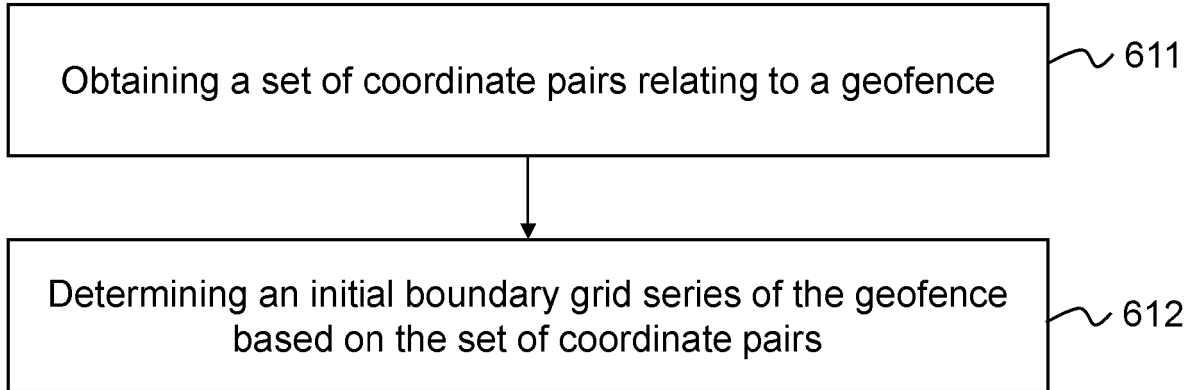 Obtaining a set of coordinate pairs relating to a geofence
611
Determining an initial boundary grid series of the geofence
based on the set of coordinate pairs
612